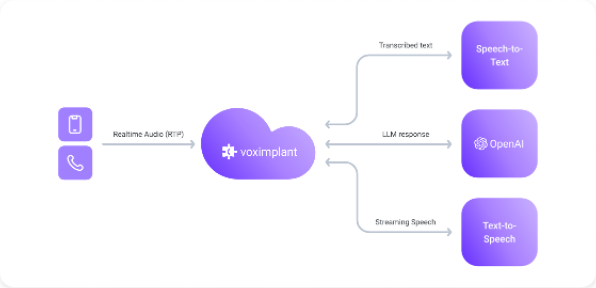 Transcribed text
Speech-to-
Text
Realtime Audio (RTP)
voximplant
LLM response
OpenAI
Streaming Speech
Text-to-
Speech